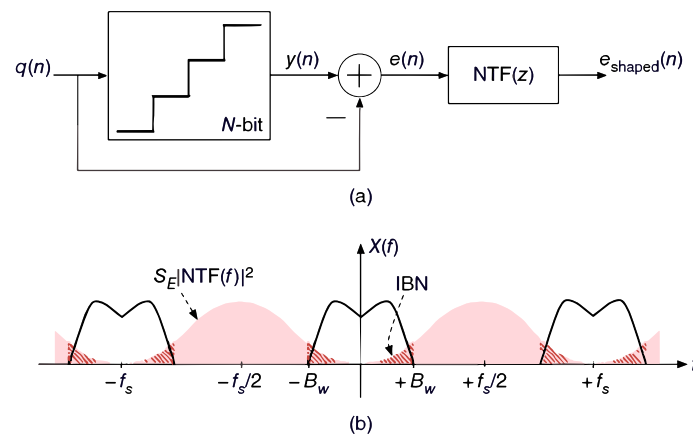 q(n)
y(n)
e(n)
e_shaped(n)
+
NTF(z)
N-bit
—
(a)
X(f)
S_E|NTF(f)|²
IBN
– f_s
– f_s/2
– B_w
+ B_w
+ f_s/2
+ f_s
(b)